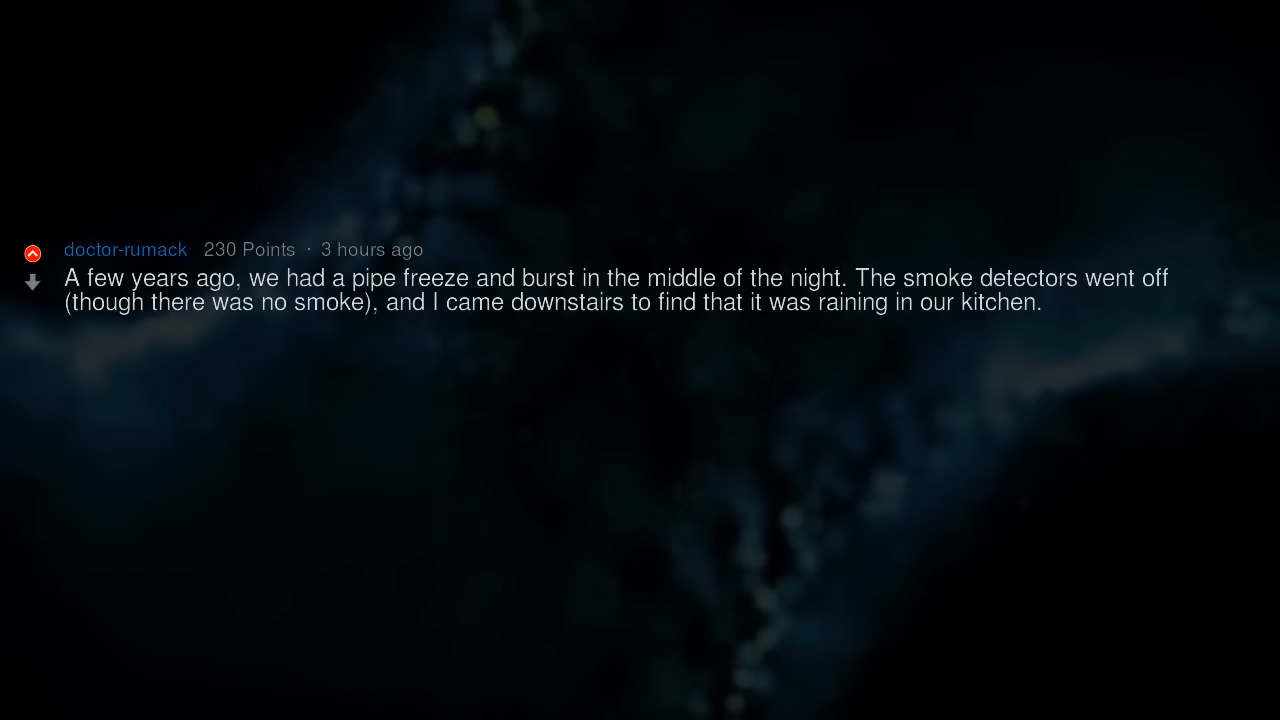 doctor-rumack 230 Points · 3 hours ago
A few years ago, we had a pipe freeze and burst in the middle of the night. The smoke detectors went off
(though there was no smoke), and I came downstairs to find that it was raining in our kitchen.